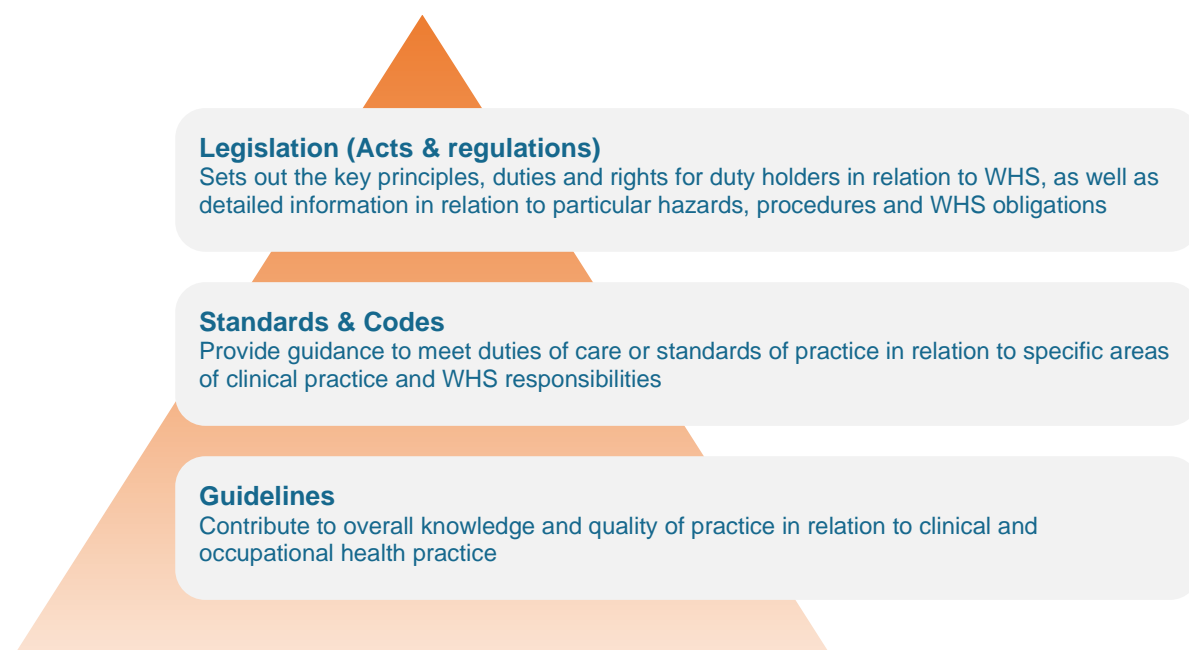 Legislation (Acts & regulations)
Sets out the key principles, duties and rights for duty holders in relation to WHS, as well as
detailed information in relation to particular hazards, procedures and WHS obligations
Standards & Codes
Provide guidance to meet duties of care or standards of practice in relation to specific areas
of clinical practice and WHS responsibilities
Guidelines
Contribute to overall knowledge and quality of practice in relation to clinical and
occupational health practice